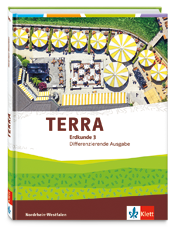 TERRA
Erdkunde 3
Differenzierende Ausgabe
Nordrhein-Westfalen
Klett